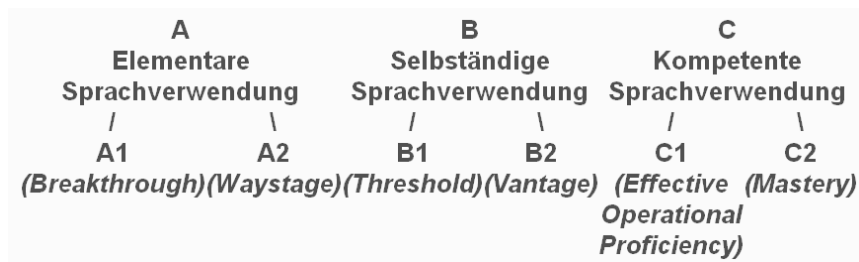 A B C
Elementare Selbständige Kompetente
Sprachverwendung Sprachverwendung Sprachverwendung
/ \ / \ / \
A1 A2 B1 B2 C1 C2
(Breakthrough)(Waystage)(Threshold)(Vantage) (Effective (Mastery)
Operational
Proficiency)